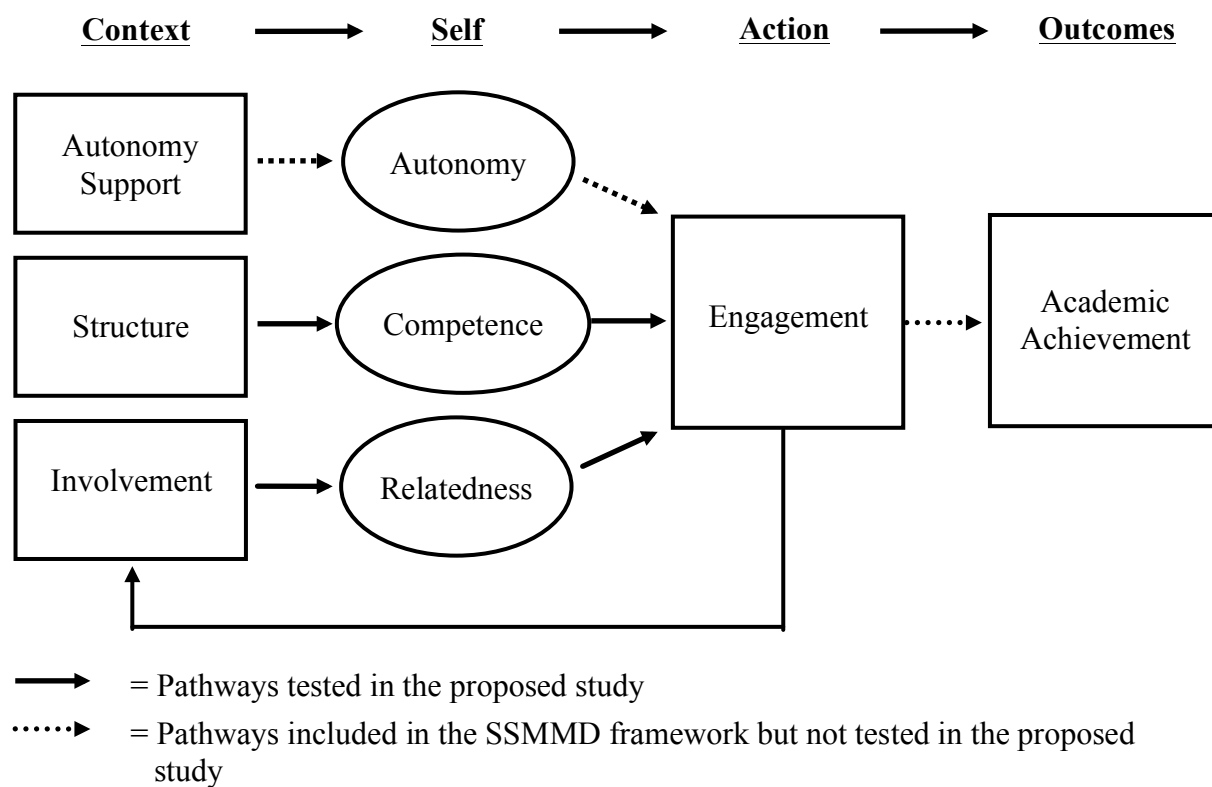 Context Self Action Outcomes
Autonomy
Support
Autonomy
Structure
Competence
Engagement
Academic
Achievement
Involvement
Relatedness
= Pathways tested in the proposed study
= Pathways included in the SSMMD framework but not tested in the proposed
study